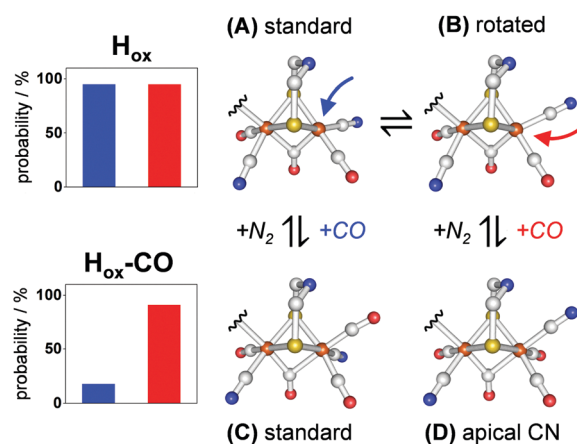 (A) standard
(B) rotated
Hox
probability / %
100
50
0
+N2 +CO
+N2 +CO
Hox-CO
probability / %
100
50
0
(C) standard
(D) apical CN